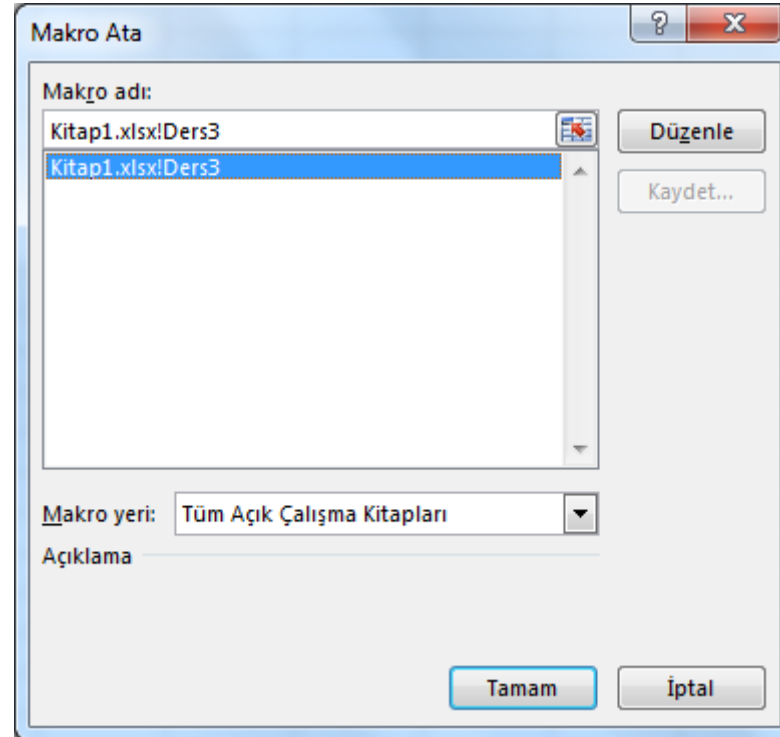 Makro Ata
Makro adı:
Kitap1.xlsx!Ders3
Düzenle
Kitap1.xlsx!Ders3
Kaydet...
Makro yeri:
Tüm Açık Çalışma Kitapları
Açıklama
Tamam
İptal